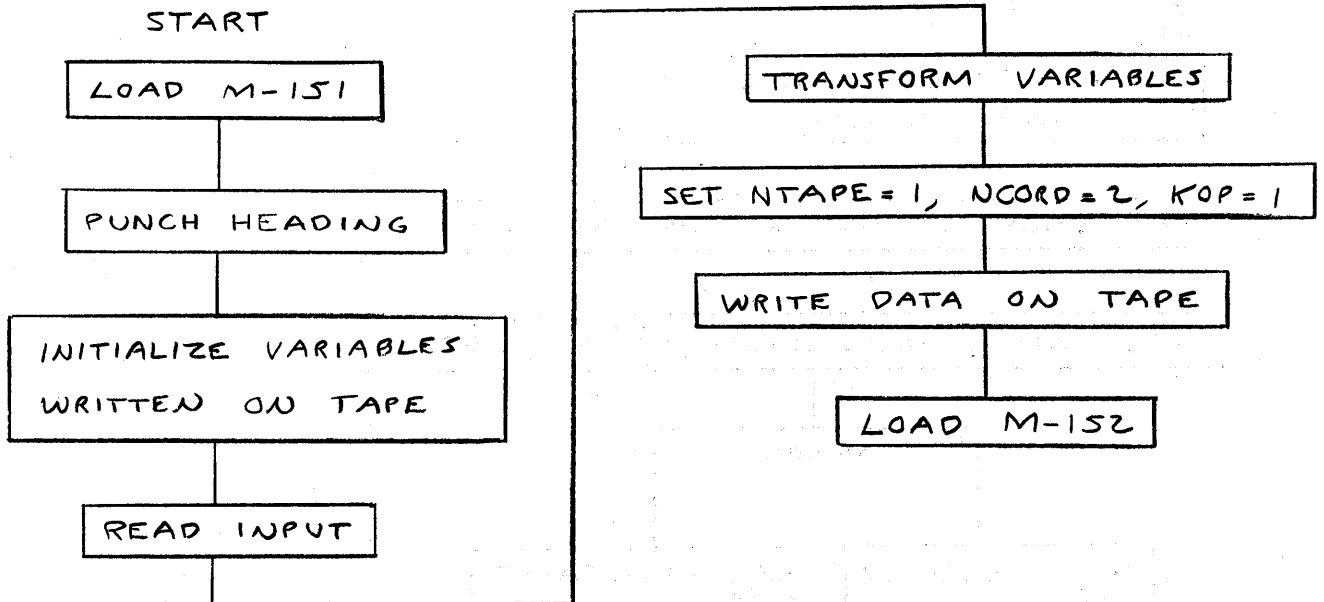 START
LOAD M-151
PUNCH HEADING
INITIALIZE VARIABLES
WRITTEN ON TAPE
READ INPUT
TRANSFORM VARIABLES
SET NTAPE = 1, NCORD = 2, KOP = 1
WRITE DATA ON TAPE
LOAD M-152